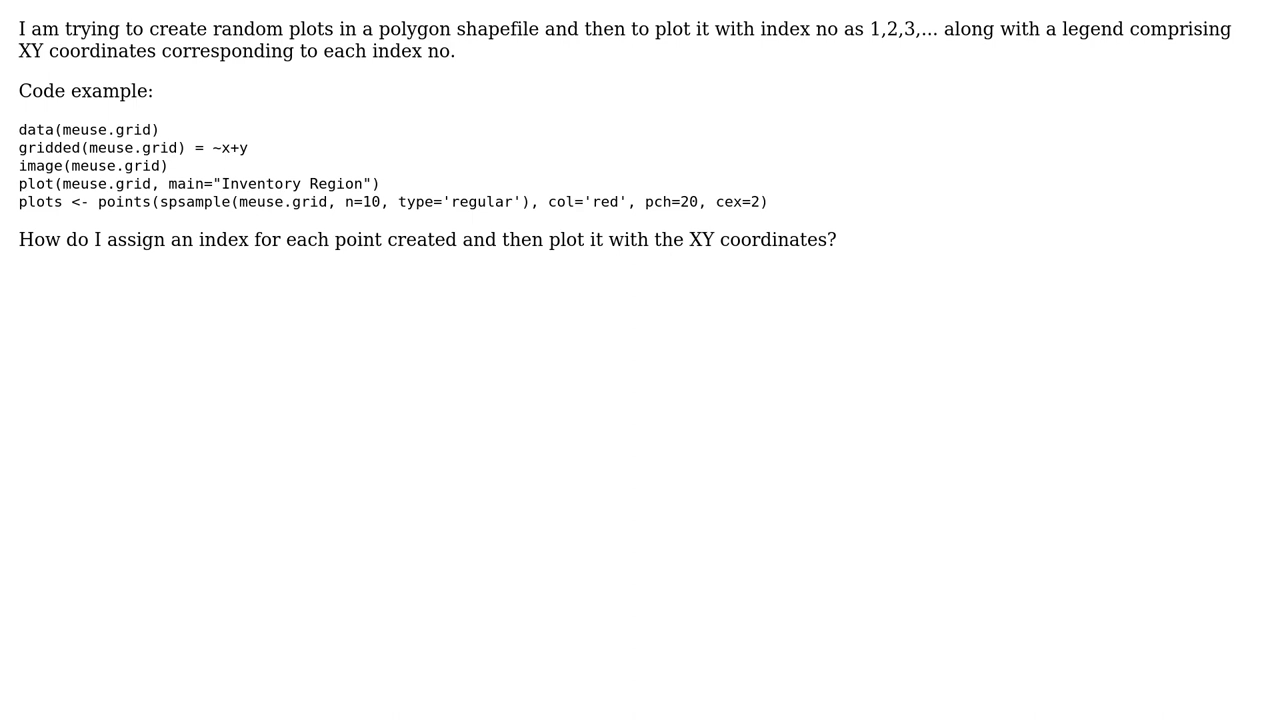 I am trying to create random plots in a polygon shapefile and then to plot it with index no as 1,2,3,... along with a legend comprising
XY coordinates corresponding to each index no.
Code example:
data(meuse.grid)
gridded(meuse.grid) = ~x+y
image(meuse.grid)
plot(meuse.grid, main="Inventory Region")
plots <- points(spsample(meuse.grid, n=10, type='regular'), col='red', pch=20, cex=2)
How do I assign an index for each point created and then plot it with the XY coordinates?